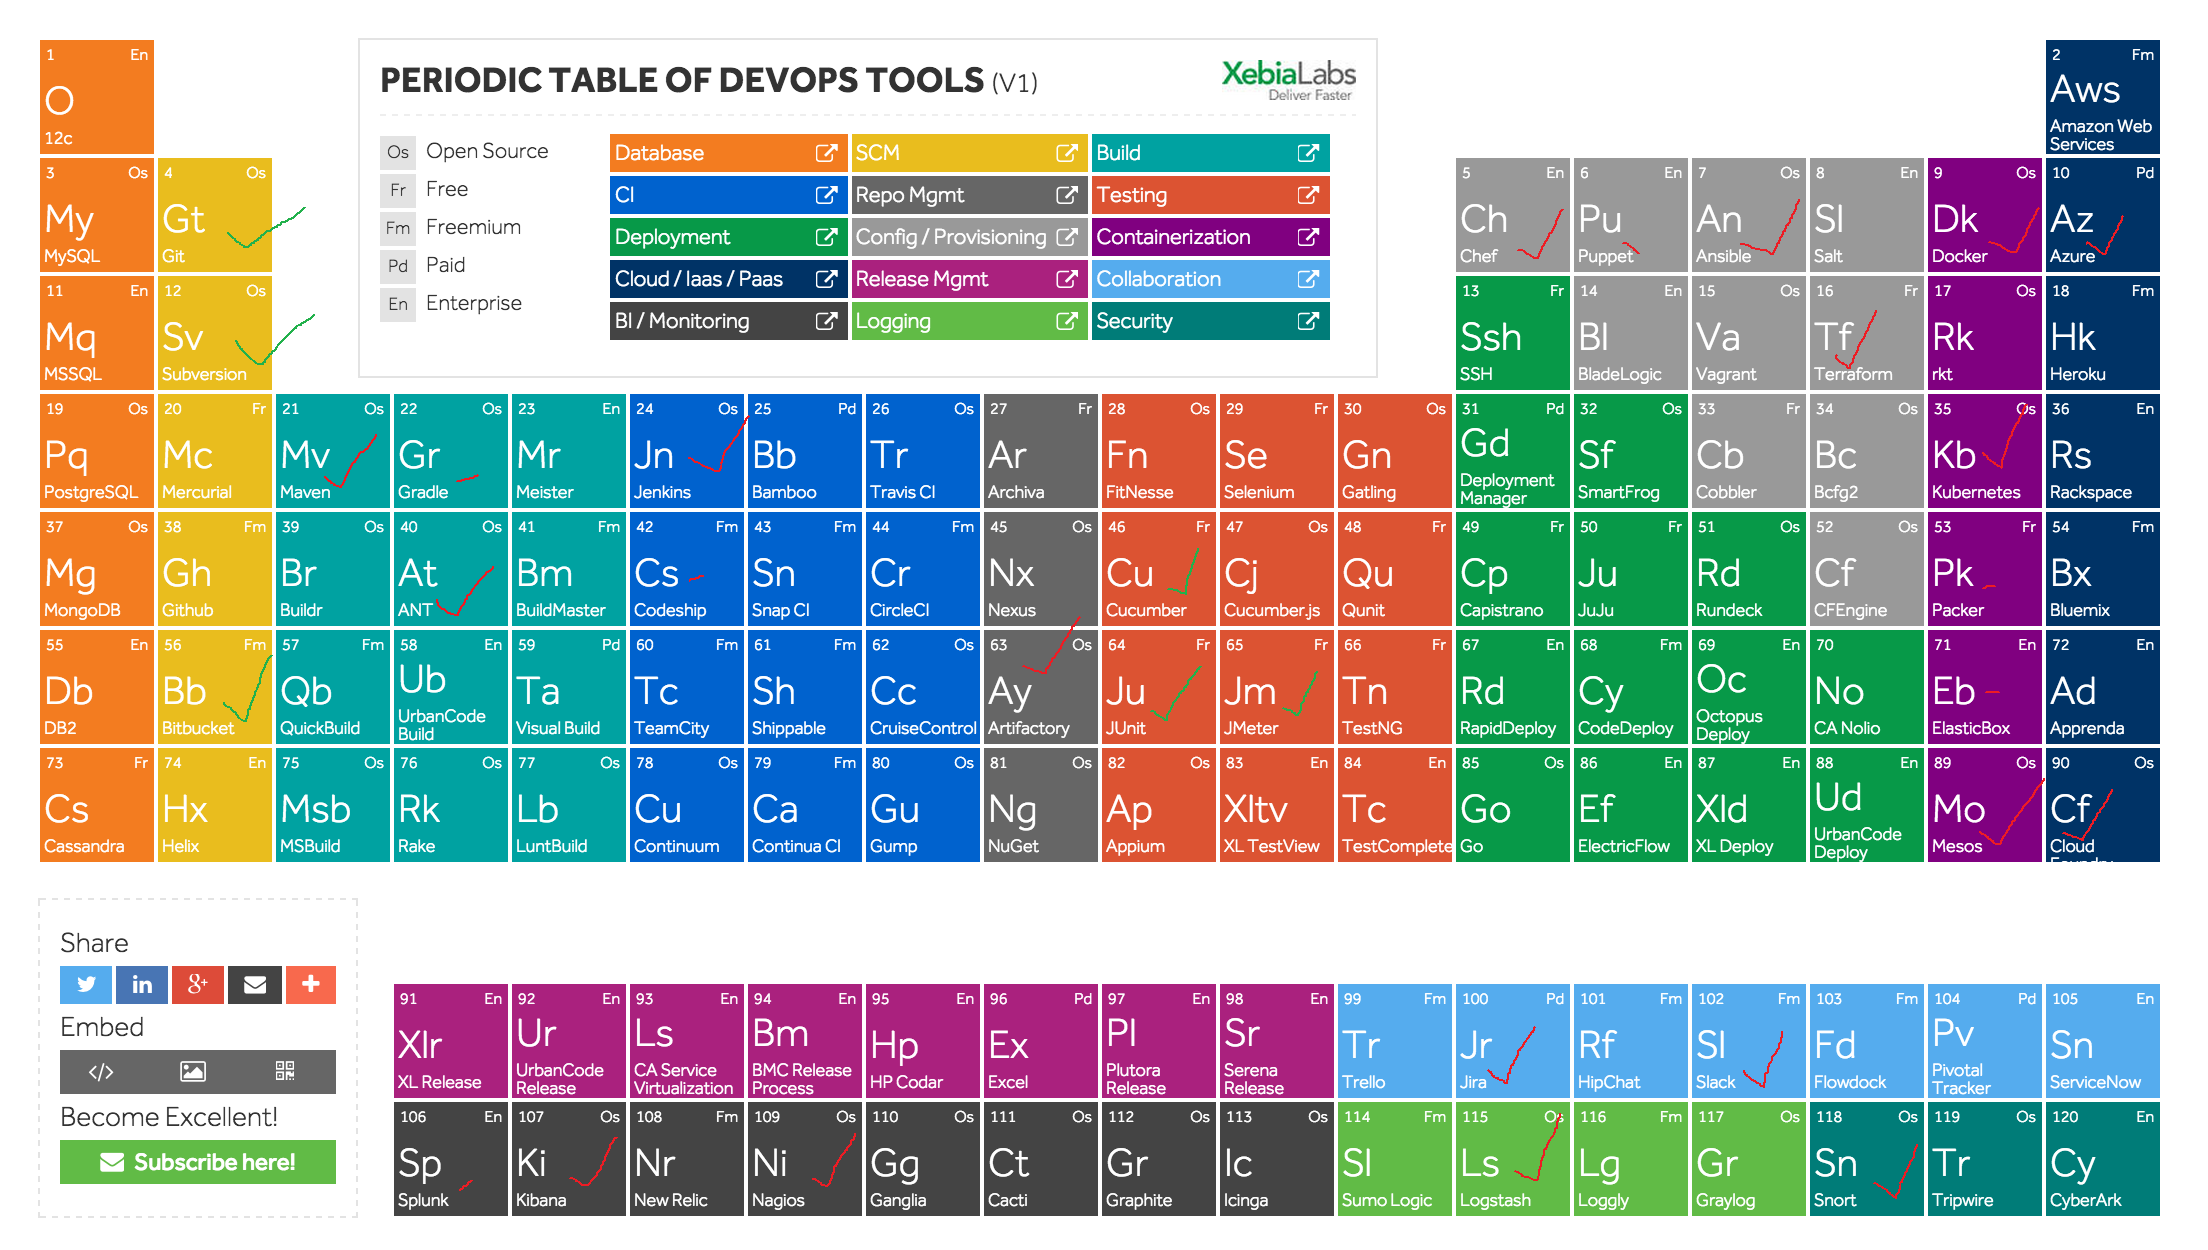 PERIODIC TABLE OF DEVOPS TOOLS (V1)
XebiaLabs
Deliver Faster
Os Open Source
Fr Free
Fm Freemium
Pd Paid
En Enterprise
Database SCM Build
CI Repo Mgmt Testing
Deployment Config / Provisioning Containerization
Cloud / Iaas / Paas Release Mgmt Collaboration
BI / Monitoring Logging Security
1 En
O
12c
2 Fm
Aws
Amazon Web
Services
3 Os
My
MySQL
4 Os
Gt
Git
5 En
Ch
Chef
6 En
Pu
Puppet
7 Os
An
Ansible
8 En
Sl
Salt
9 Os
Dk
Docker
10 Pd
Az
Azure
11 En
Mq
MSSQL
12 Os
Sv
Subversion
13 Fr
Ssh
SSH
14 En
Bl
BladeLogic
15 Os
Va
Vagrant
16 Fr
Tf
Terraform
17 Os
Rk
rkt
18 Fm
Hk
Heroku
19 Os
Pq
PostgreSQL
20 Fr
Mc
Mercurial
21 Os
Mv
Maven
22 Os
Gr
Gradle
23 En
Mr
Meister
24 Os
Jn
Jenkins
25 Pd
Bb
Bamboo
26 Os
Tr
Travis CI
27 Fr
Ar
Archiva
28 Os
Fn
FitNesse
29 Fr
Se
Selenium
30 Os
Gn
Gatling
31 Pd
Gd
Deployment
Manager
32 Os
Sf
SmartFrog
33 Fr
Cb
Cobbler
34 Os
Bc
Bcfg2
35 Os
Kb
Kubernetes
36 En
Rs
Rackspace
37 Os
Mg
MongoDB
38 Fm
Gh
Github
39 Os
Br
Buildr
40 Os
At
ANT
41 Fm
Bm
BuildMaster
42 Fm
Cs
Codeship
43 Fm
Sn
Snap CI
44 Fm
Cr
CircleCI
45 Os
Nx
Nexus
46 Fr
Cu
Cucumber
47 Os
Cj
Cucumber.js
48 Fr
Qu
Qunit
49 Fr
Cp
Capistrano
50 Fr
Ju
JuJu
51 Os
Rd
Rundeck
52 Os
Cf
CFEngine
53 Fr
Pk
Packer
54 Fm
Bx
Bluemix
55 En
Db
DB2
56 Fm
Bb
Bitbucket
57 Fm
Qb
QuickBuild
58 En
Ub
UrbanCode
Build
59 Pd
Ta
Visual Build
60 Fm
Tc
TeamCity
61 Fm
Sh
Shippable
62 Os
Cc
CruiseControl
63 Os
Ay
Artifactory
64 Fr
Ju
JUnit
65 Fr
Jm
JMeter
66 Fr
Tn
TestNG
67 En
Rd
RapidDeploy
68 Fm
Cy
CodeDeploy
69 En
Oc
Octopus
Deploy
70
No
CA Nolio
71 En
Eb
ElasticBox
72 En
Ad
Apprenda
73 Fr
Cs
Cassandra
74 En
Hx
Helix
75 Os
Msb
MSBuild
76 Os
Rk
Rake
77 Os
Lb
LuntBuild
78 Os
Cu
Continuum
79 Fm
Ca
Continua CI
80 Os
Gu
Gump
81 Os
Ng
NuGet
82 Os
Ap
Appium
83 En
Xltv
XL TestView
84 En
Tc
TestComplete
85 Os
Go
Go
86 En
Ef
ElectricFlow
87 En
Xld
XL Deploy
88 En
Ud
UrbanCode
Deploy
89 Os
Mo
Mesos
90 Os
Cf
Cloud
Share
Embed
Become Excellent!
Subscribe here!
91 En
Xlr
XL Release
92 En
Ur
UrbanCode
Release
93 En
Ls
CA Service
Virtualization
94 En
Bm
BMC Release
Process
95 En
Hp
HP Codar
96 Pd
Ex
Excel
97 En
Pl
Plutora
Release
98 En
Sr
Serena
Release
99 Fm
Tr
Trello
100 Pd
Jr
Jira
101 Fm
Rf
HipChat
102 Fm
Sl
Slack
103 Fm
Fd
Flowdock
104 Pd
Pv
Pivotal
Tracker
105 En
Sn
ServiceNow
106 En
Sp
Splunk
107 Os
Ki
Kibana
108 Fm
Nr
New Relic
109 Os
Ni
Nagios
110 Os
Gg
Ganglia
111 Os
Ct
Cacti
112 Os
Gr
Graphite
113 Os
Ic
Icinga
114 Fm
Sl
Sumo Logic
115 Os
Ls
Logstash
116 Fm
Lg
Loggly
117 Os
Gr
Graylog
118 Os
Sn
Snort
119 Os
Tr
Tripwire
120 En
Cy
CyberArk